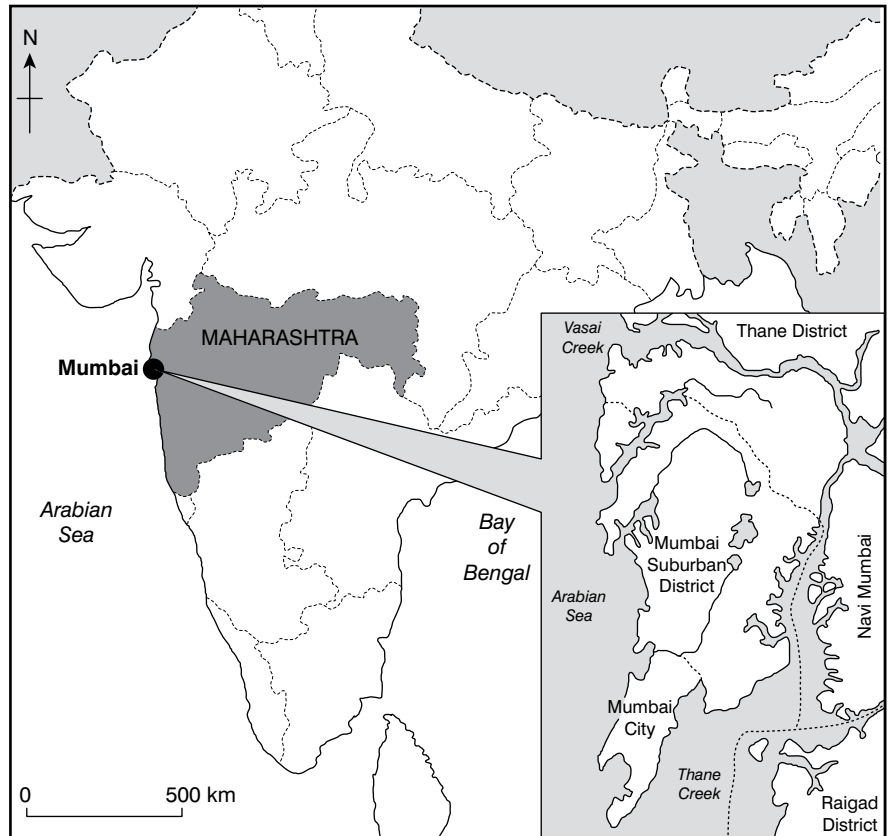 N
MAHARASHTRA
Mumbai
Arabian
Sea
Bay
of
Bengal
0 500 km
Vasai
Creek
Thane District
Mumbai
Suburban
District
Navi Mumbai
Arabian
Sea
Mumbai
City
Thane
Creek
Raigad
District